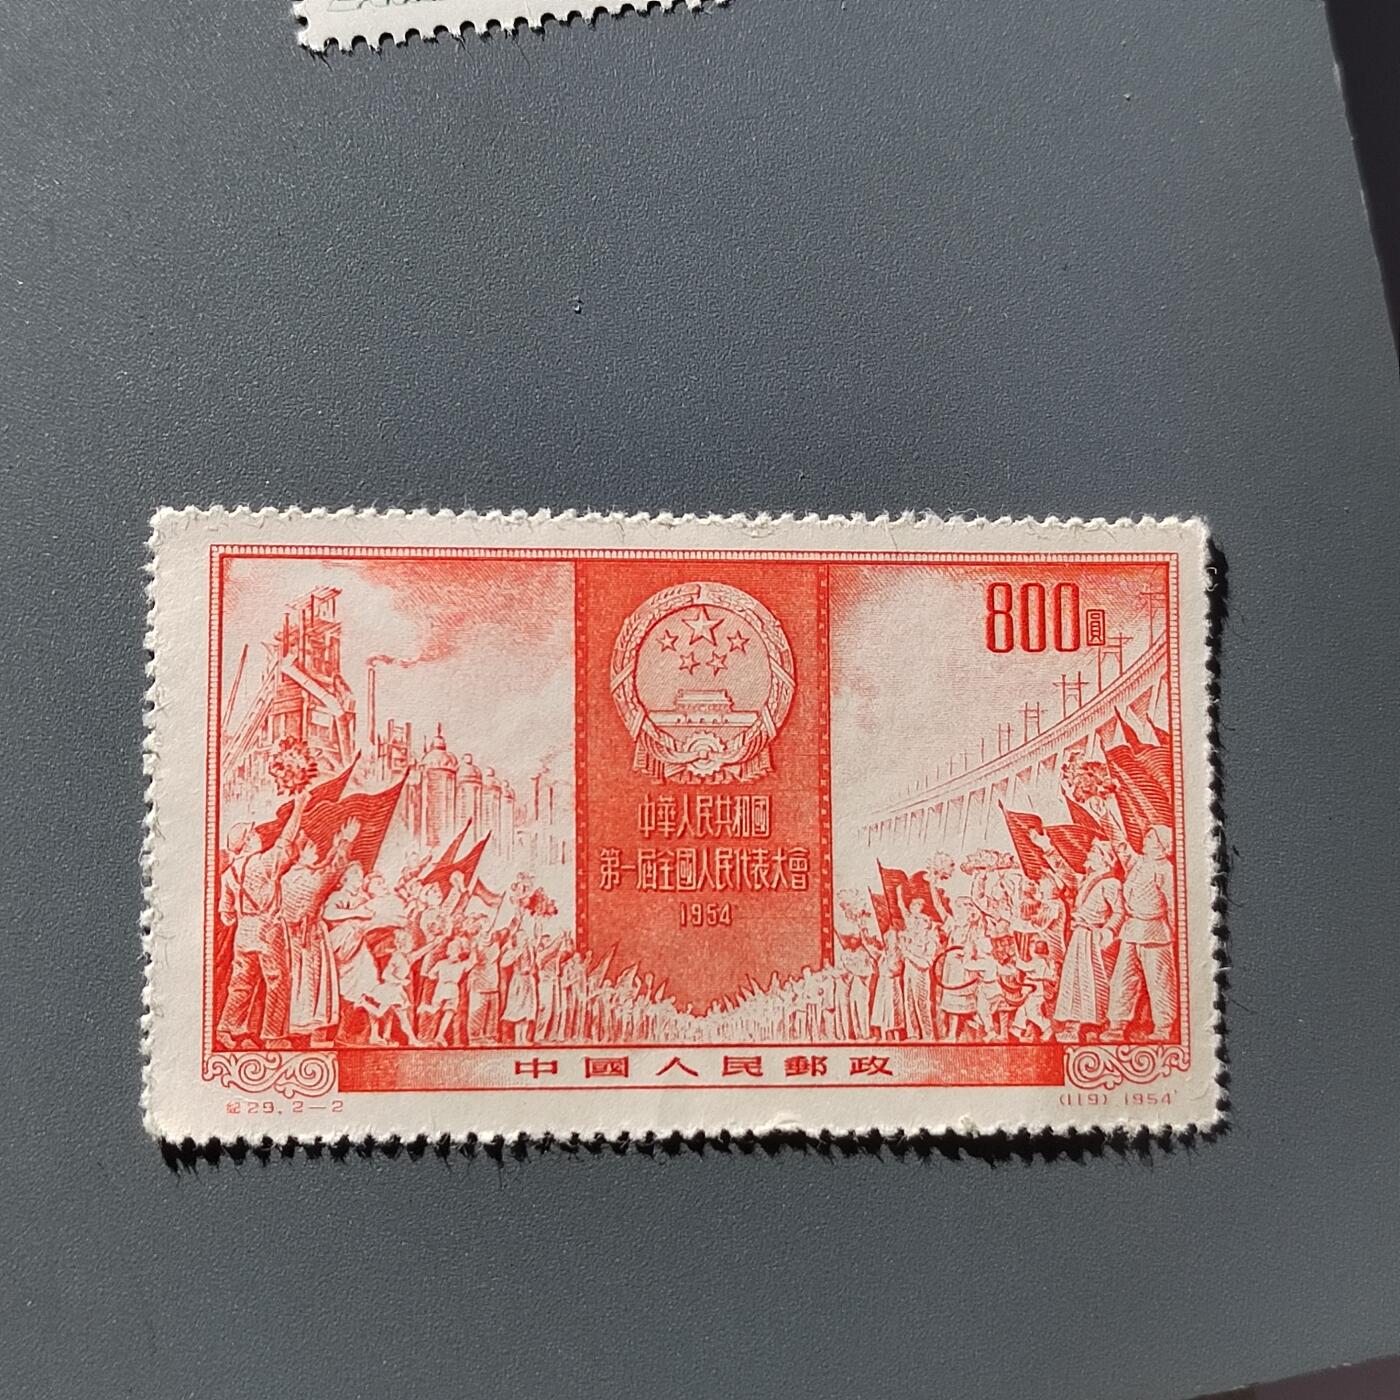 800圓
中華人民共和國
第一屆全國人民代表大會
1954
中國人民郵政
紀29.2—2
(119) 1954